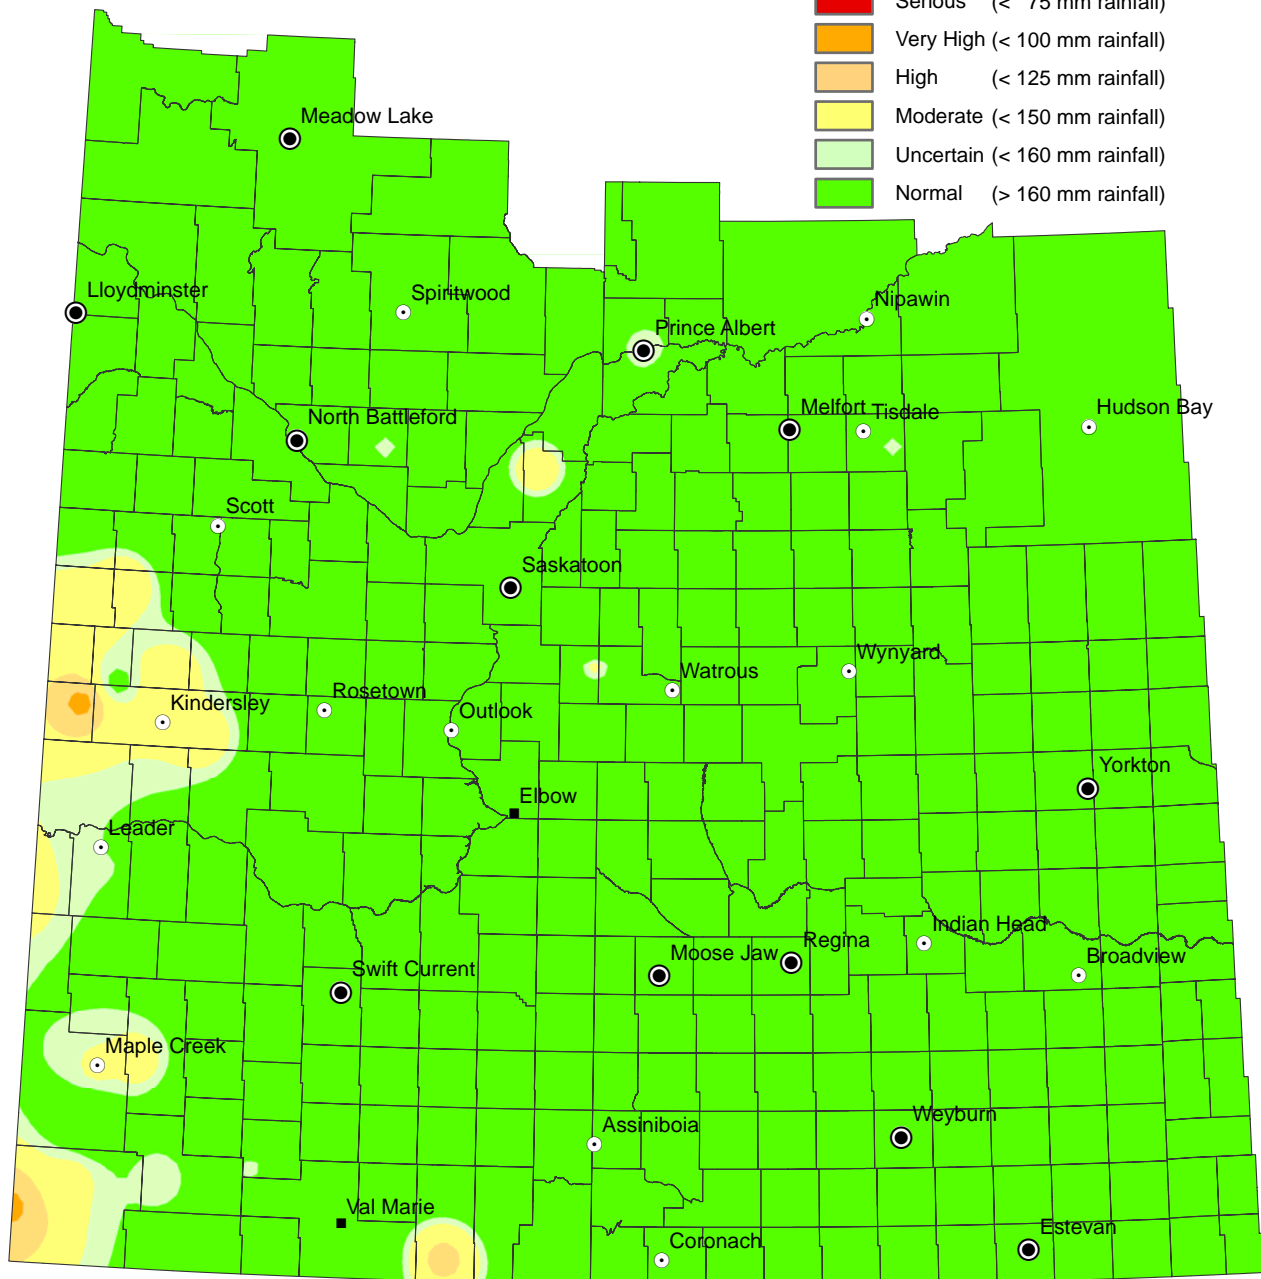 Serious (< 75 mm rainfall)
Very High (< 100 mm rainfall)
High (< 125 mm rainfall)
Moderate (< 150 mm rainfall)
Uncertain (< 160 mm rainfall)
Normal (> 160 mm rainfall)
Meadow Lake
Lloydminster
Spiritwood
Nipawin
Prince Albert
North Battleford
Melfort
Tisdale
Hudson Bay
Scott
Saskatoon
Wynyard
Watrous
Kindersley
Rosetown
Outlook
Yorkton
Elbow
Leader
Indian Head
Regina
Moose Jaw
Broadview
Swift Current
Maple Creek
Weyburn
Assiniboia
Val Marie
Estevan
Coronach